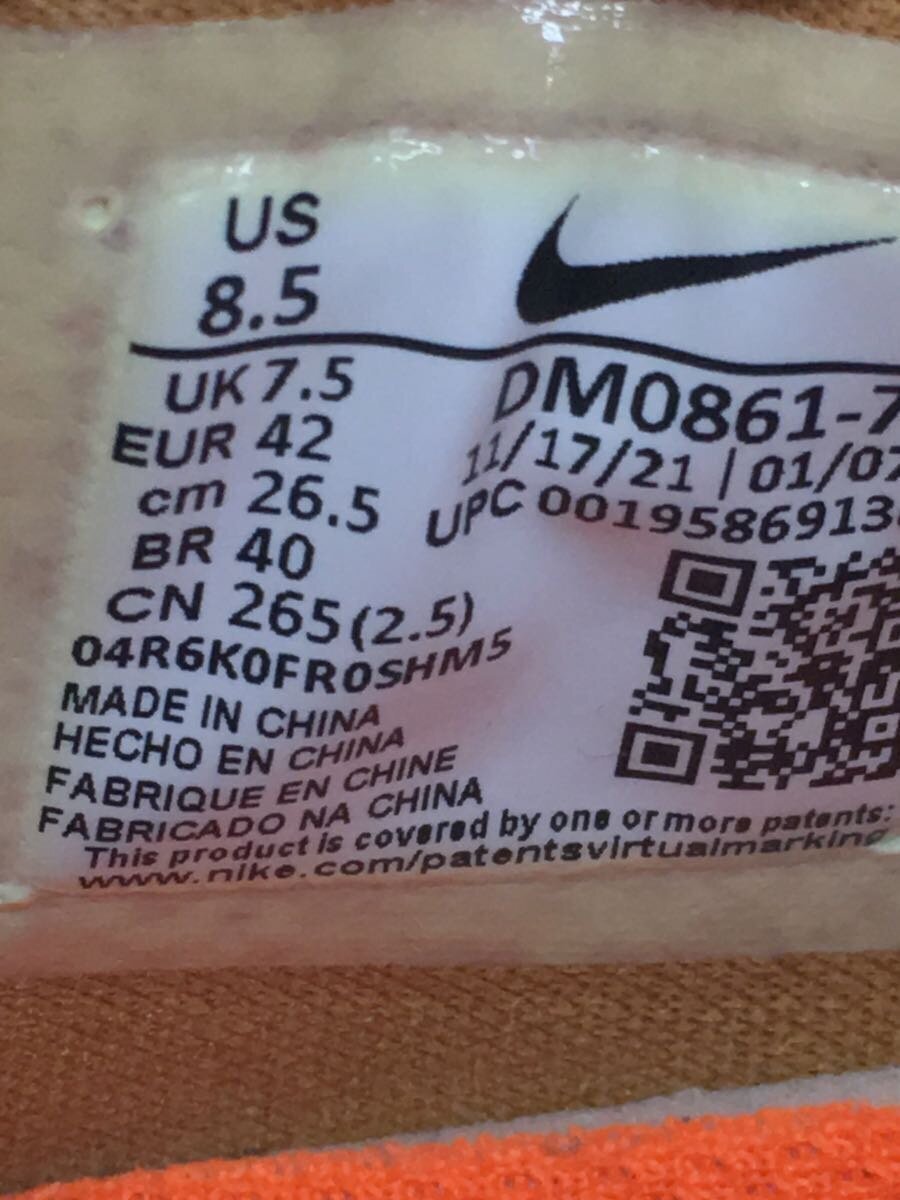 US
8.5
UK 7.5
EUR 42
cm 26.5
BR 40
CN 265 (2.5)
04R6K0FR0SHM5
MADE IN CHINA
HECHO EN CHINA
FABRIQUE EN CHINE
FABRICADO NA CHINA
DM0861-7
11/17/21 | 01/07
UPC 00195869138
This product is covered by one or more patents:
www.nike.com/patentsvirtualmarking